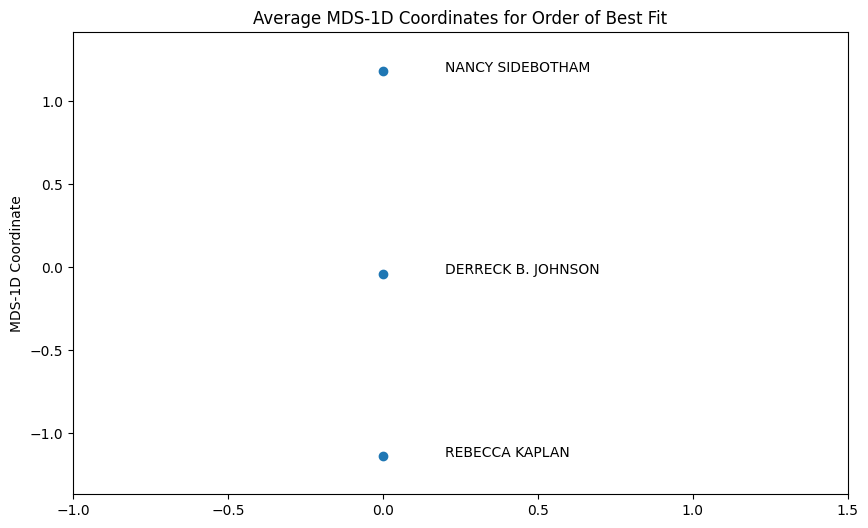 Average MDS-1D Coordinates for Order of Best Fit
NANCY SIDEBOTHAM
1.0
0.5
MDS-1D Coordinate
0.0
DERRECK B. JOHNSON
−0.5
−1.0
REBECCA KAPLAN
−1.0 −0.5 0.0 0.5 1.0 1.5